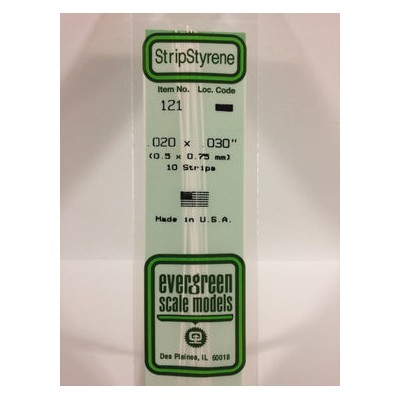 StripStyrene
Item No. Loc. Code
121
.020 x .030"
(0.5 x 0.75 mm)
10 Strips
Made in U.S.A.
evergreen
scale models
Des Plaines, IL 60018